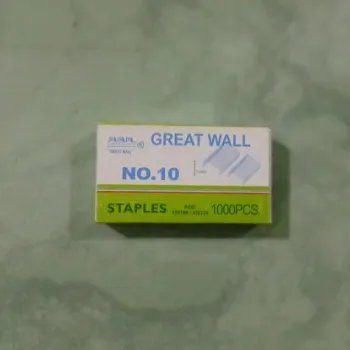 GREAT WALL
NO.10
STAPLES 1000PCS.